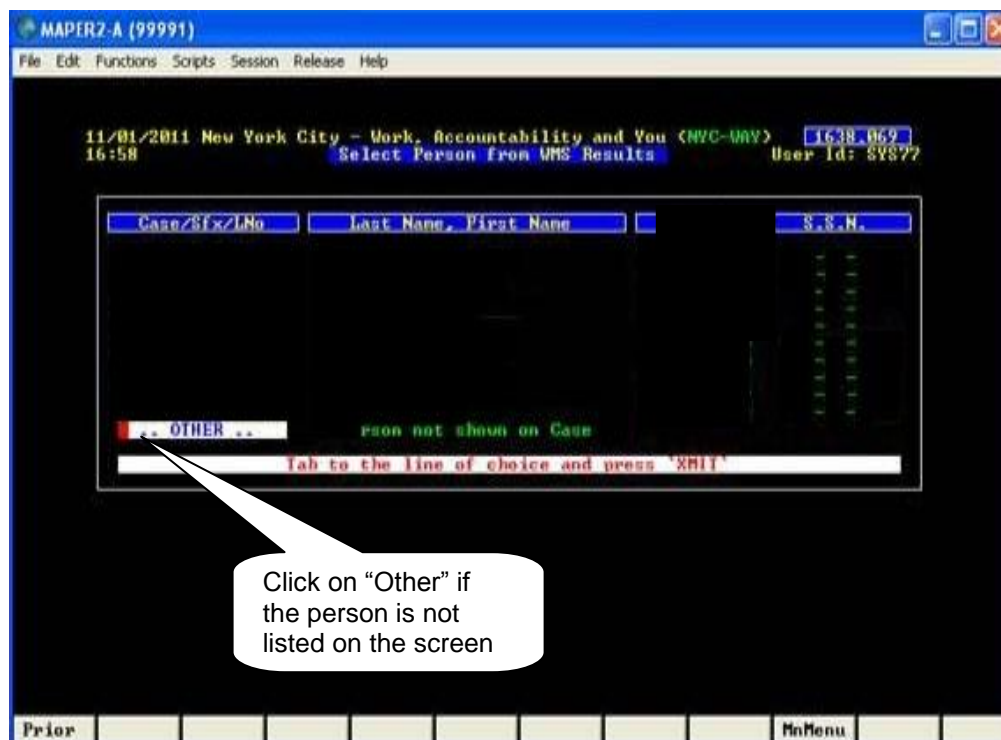 MAPER2-A (99991)
File Edit Functions Scripts Session Release Help
11/01/2011 New York City - Work, Accountability and You (NYC-WAY) 1638.069
16:58 Select Person from WMS Results User Id: SYS77
Case/Sfx/LNo Last Name, First Name S.S.N.
.. OTHER .. rson not shown on Case
Tab to the line of choice and press 'XMIT'
Click on “Other” if
the person is not
listed on the screen
Prior MnMenu